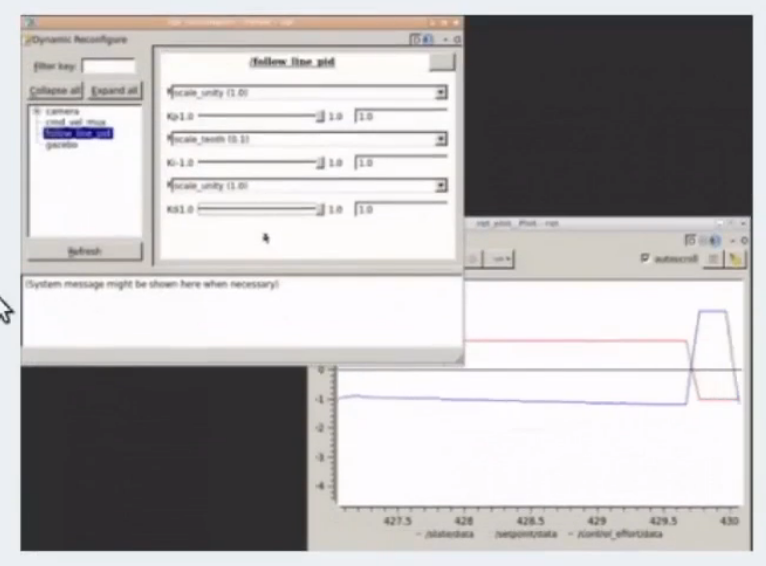 Dynamic Reconfigure
Filter key:
Collapse all Expand all
camera
cmd_vel_mux
follow_line_pid
gazebo
Refresh
/follow_line_pid
scale_unity (1.0)
Kp1.0 1.0 1.0
scale_tenth (0.1)
Ki-1.0 1.0 1.0
scale_unity (1.0)
Kd1.0 1.0 1.0
(System message might be shown here when necessary)
rqt_plot__Plot - rqt
autoscroll
0
-1
-2
-3
-4
427.5 428 428.5 429 429.5 430
/state/data /setpoint/data /control_effort/data